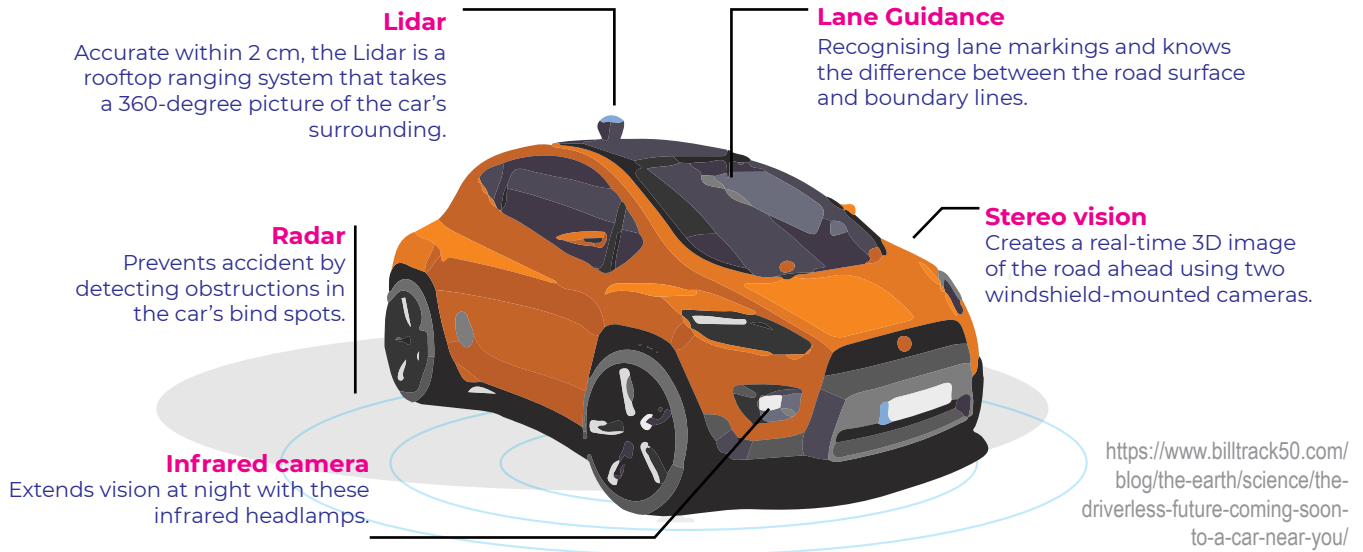 Lidar
Accurate within 2 cm, the Lidar is a
rooftop ranging system that takes
a 360-degree picture of the car’s
surrounding.
Lane Guidance
Recognising lane markings and knows
the difference between the road surface
and boundary lines.
Radar
Prevents accident by
detecting obstructions in
the car’s bind spots.
Stereo vision
Creates a real-time 3D image
of the road ahead using two
windshield-mounted cameras.
Infrared camera
Extends vision at night with these
infrared headlamps.
https://www.billtrack50.com/
blog/the-earth/science/the-
driverless-future-coming-soon-
to-a-car-near-you/